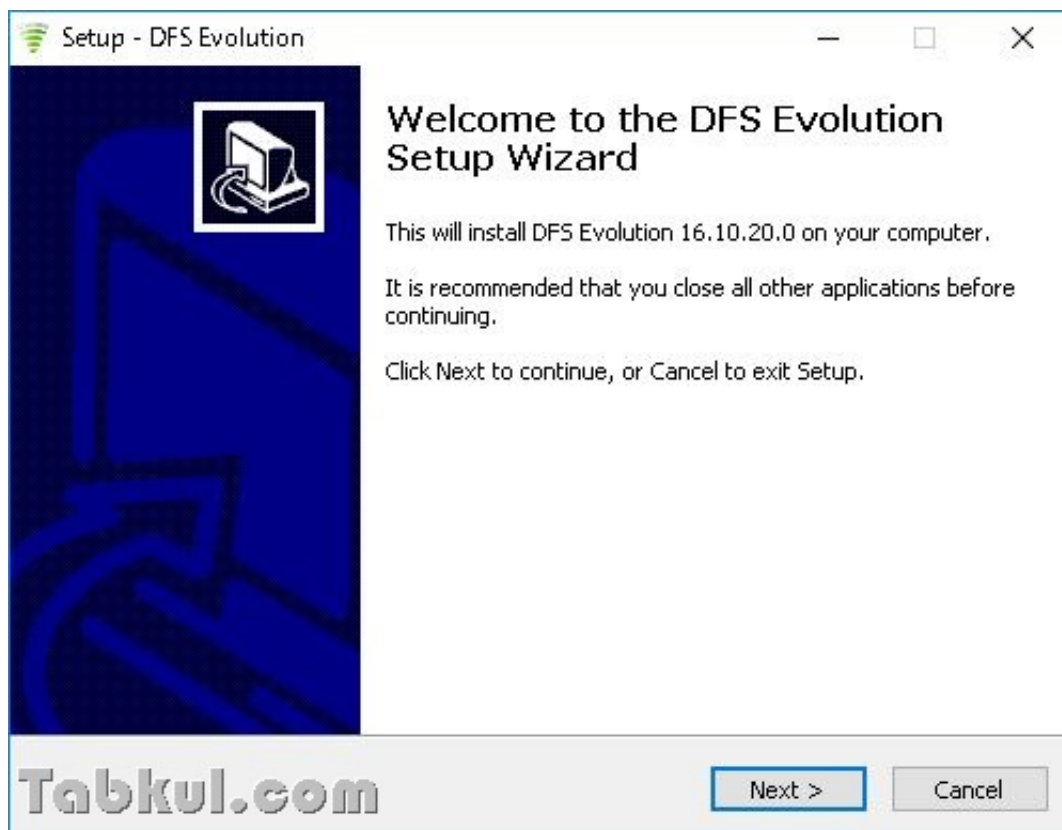 Setup - DFS Evolution
Welcome to the DFS Evolution
Setup Wizard
This will install DFS Evolution 16.10.20.0 on your computer.
It is recommended that you close all other applications before
continuing.
Click Next to continue, or Cancel to exit Setup.
Tabkul.com
Next >
Cancel